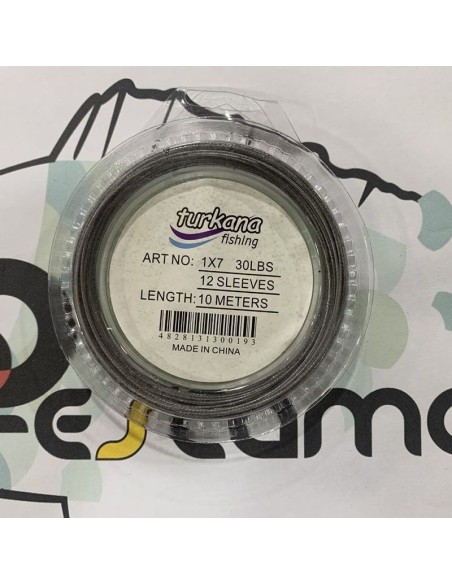 turkana
fishing
ART NO: 1X7 30LBS
12 SLEEVES
LENGTH: 10 METERS
4828131300193
MADE IN CHINA